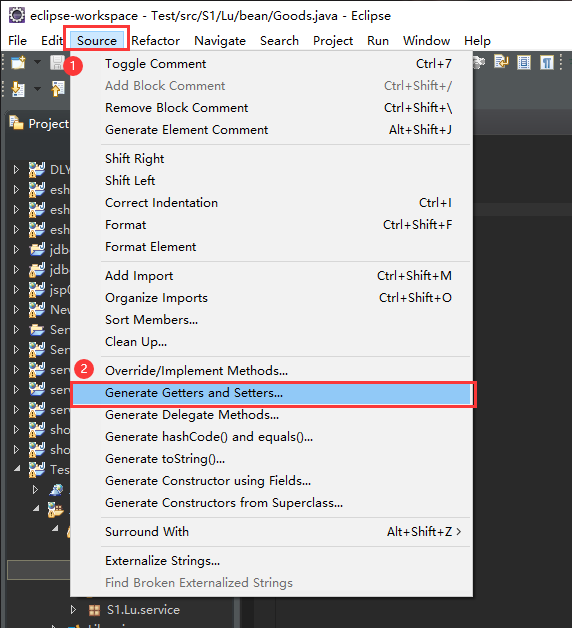 eclipse-workspace - Test/src/S1/Lu/bean/Goods.java - Eclipse
File Edit Source Refactor Navigate Search Project Run Window Help
1
Toggle Comment Ctrl+7
Add Block Comment Ctrl+Shift+/
Remove Block Comment Ctrl+Shift+\
Generate Element Comment Alt+Shift+J
Project
Shift Right
DLY
Shift Left
esh
Correct Indentation Ctrl+I
esh
Format Ctrl+Shift+F
esh
Format Element
jdb
jdb
Add Import Ctrl+Shift+M
jsp
Organize Imports Ctrl+Shift+O
New
Sort Members...
Ser
Clean Up...
Ser
2
Override/Implement Methods...
ser
Generate Getters and Setters...
ser
Generate Delegate Methods...
ser
Generate hashCode() and equals()...
sho
Generate toString()...
sho
Tes
Generate Constructor using Fields...
Generate Constructors from Superclass...
Surround With Alt+Shift+Z >
Externalize Strings...
Find Broken Externalized Strings
S1.Lu.service